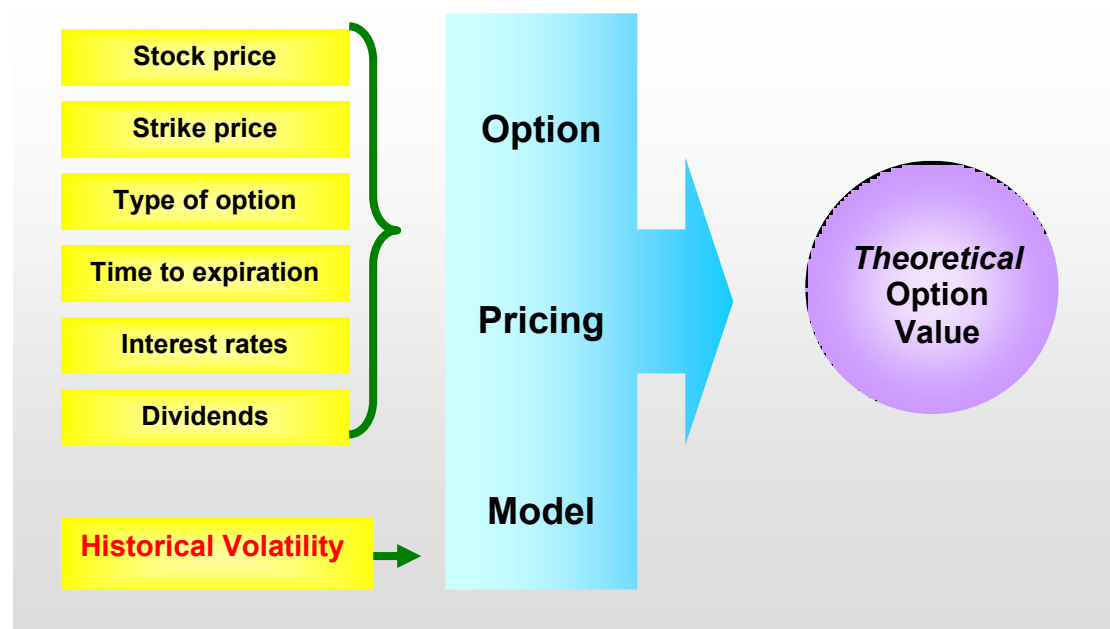 Stock price
Strike price
Type of option
Time to expiration
Interest rates
Dividends
Historical Volatility
Option
Pricing
Model
Theoretical
Option
Value